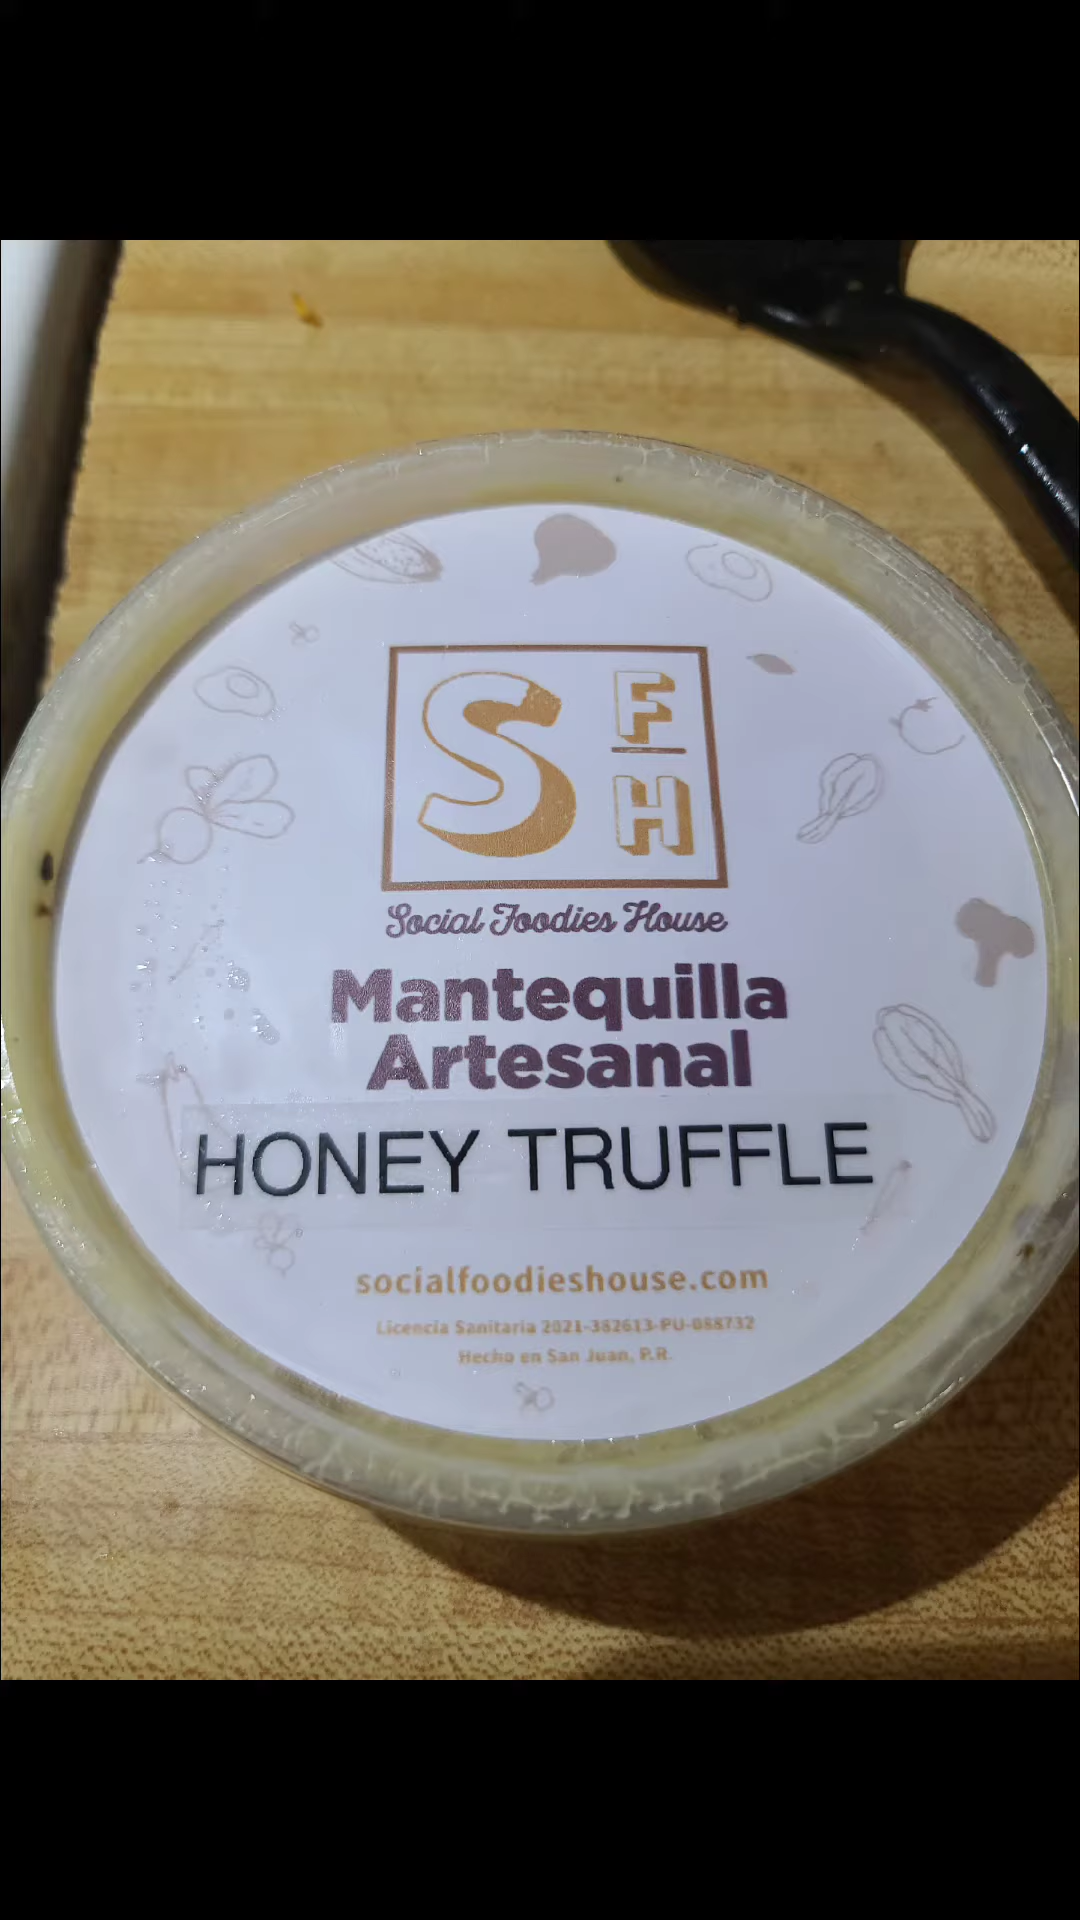 S F H
Social Foodies House
Mantequilla
Artesanal
HONEY TRUFFLE
socialfoodieshouse.com
Licencia Sanitaria 2021-382613-PU-088732
Hecho en San Juan, P.R.